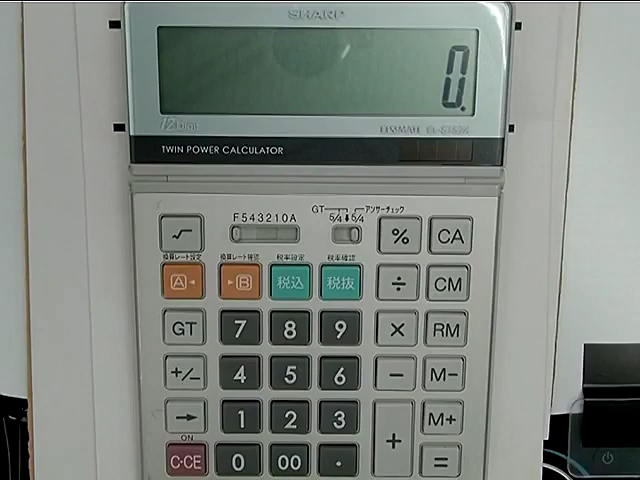 SHARP
0.
12 Digit
ELSIMATE
TWIN POWER CALCULATOR
GT 5/4 ↓ 5/4 アンサーチェック
F543210A
√ % CA
換算レート設定 換算レート確認 税率設定 税率確認
A◂ ▸B 税込 税抜 ÷ CM
GT 7 8 9 × RM
+/− 4 5 6 − M−
→ 1 2 3 + M+
ON
C·CE 0 00 · =